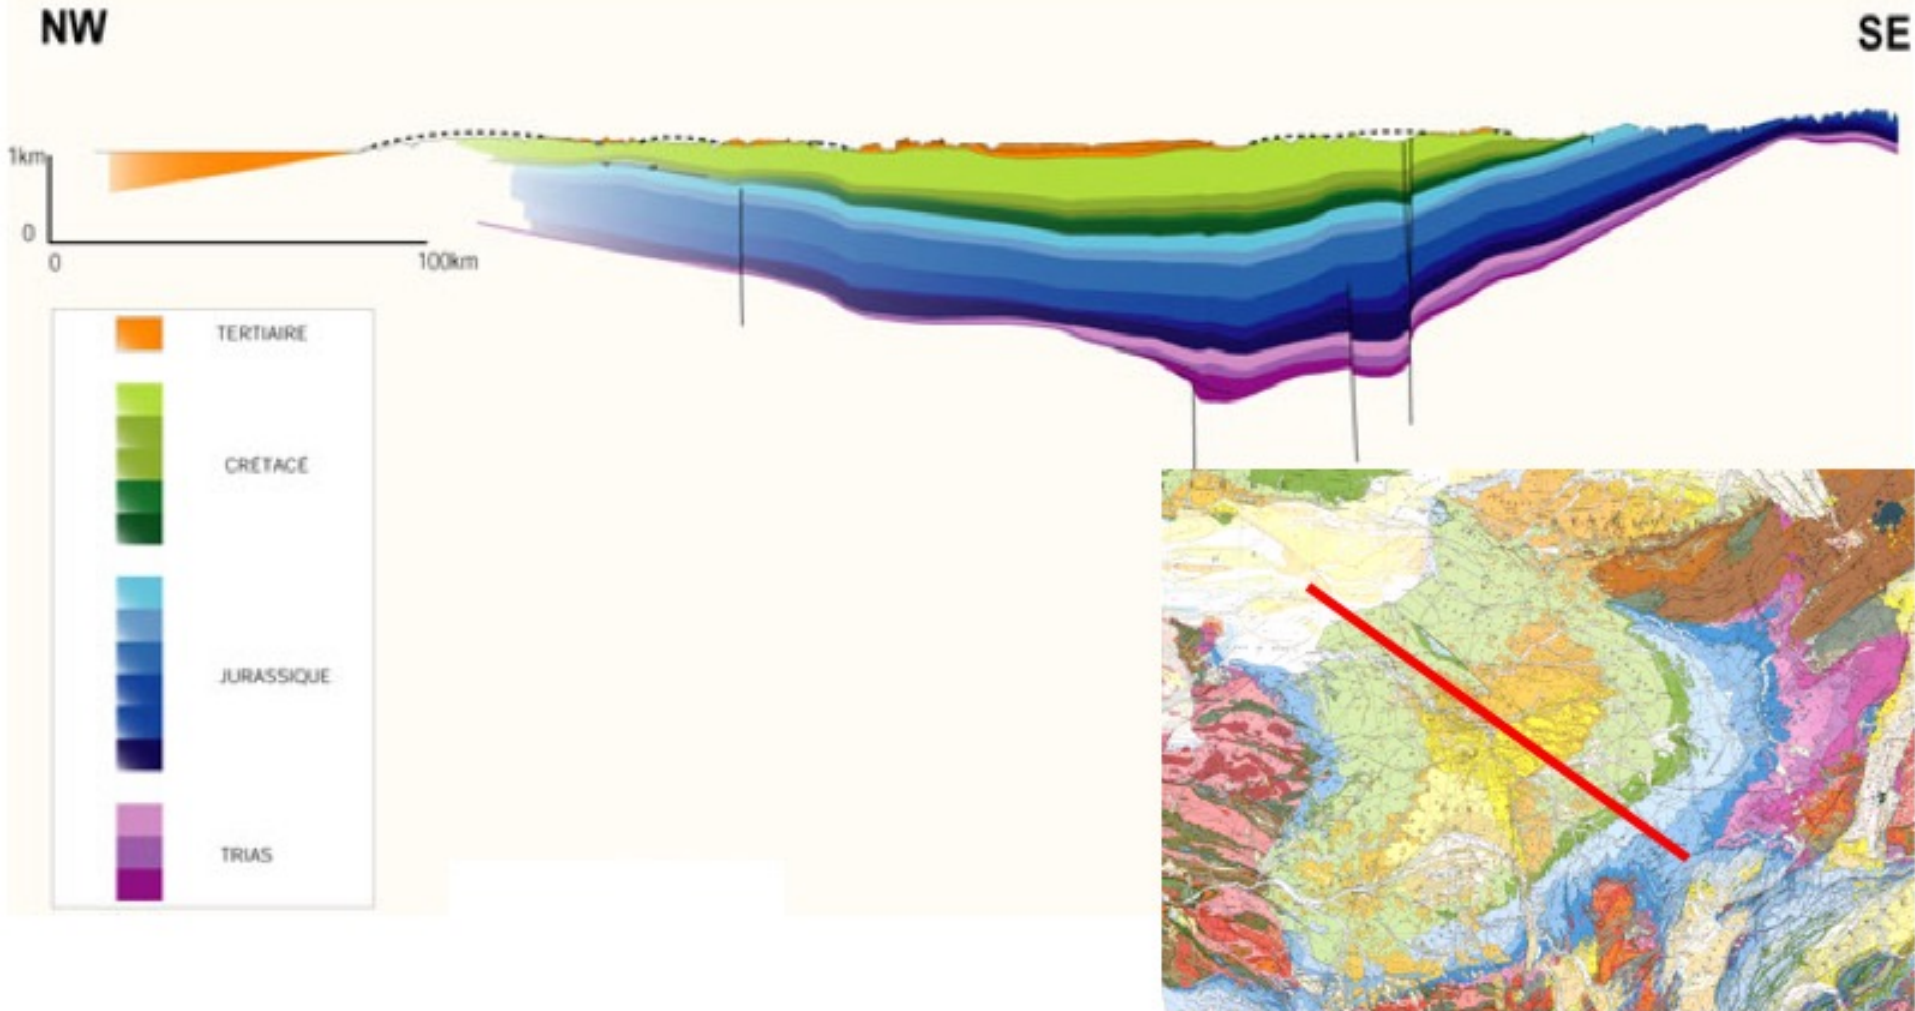 NW
SE
1km
0
0
100km
TERTIAIRE
CRÉTACÉ
JURASSIQUE
TRIAS